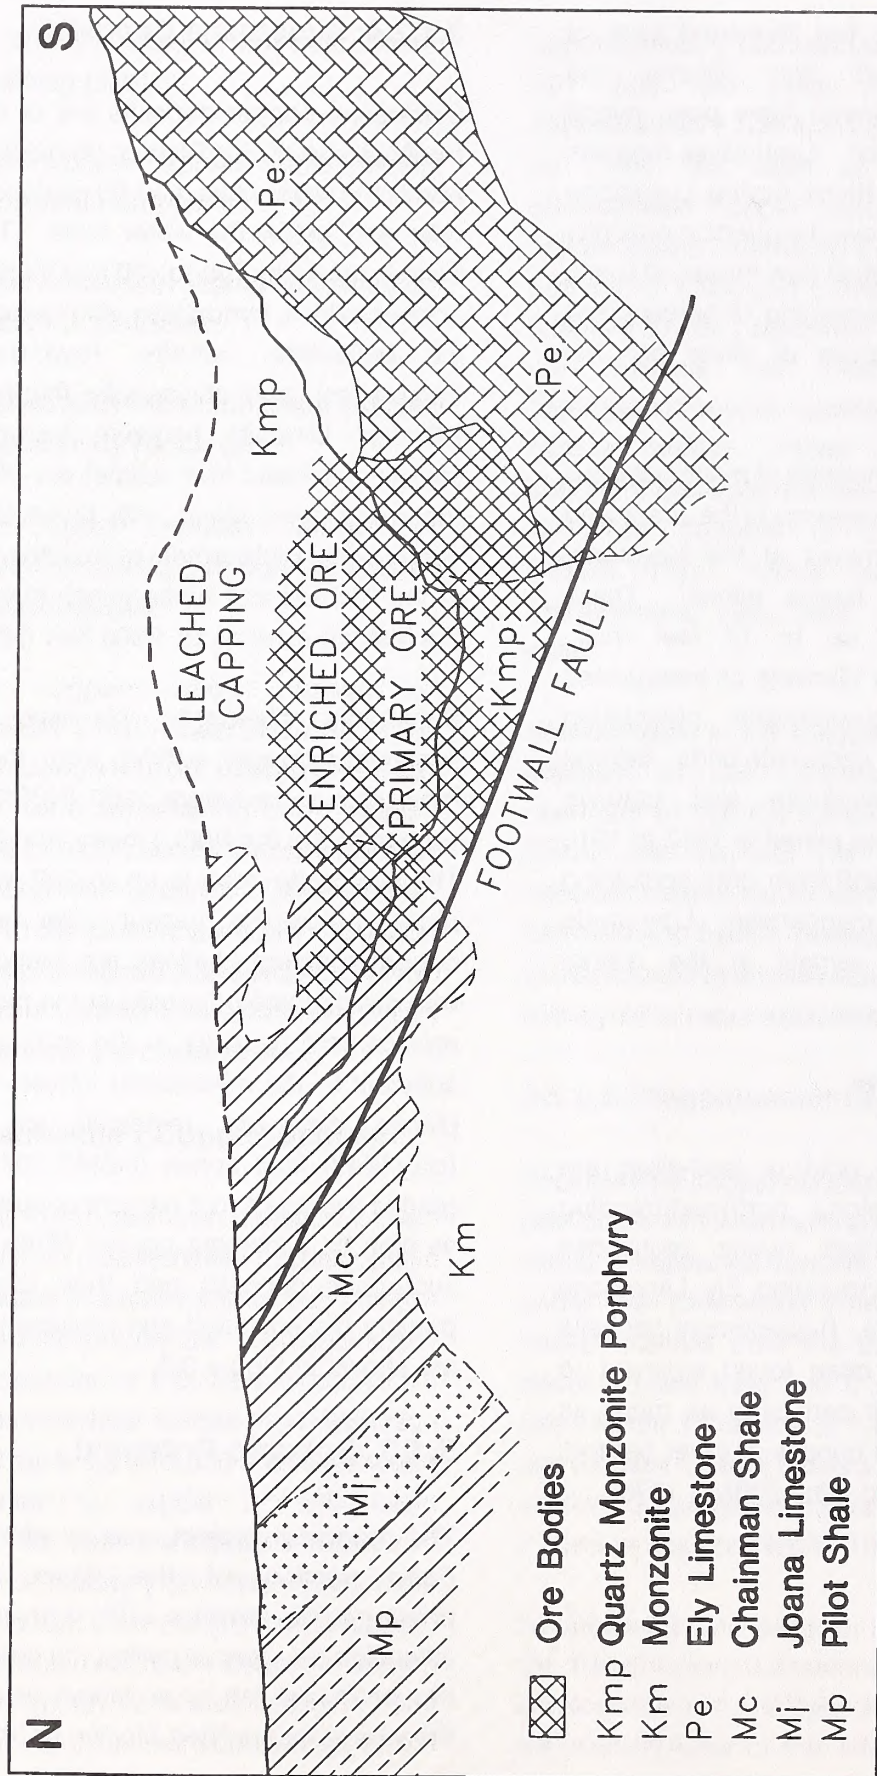 N
S
LEACHED
CAPPING
Kmp
Pe
ENRICHED ORE
PRIMARY ORE
Kmp
Pe
FOOTWALL FAULT
Mc
Km
Mj
Mp
Ore Bodies
Kmp Quartz Monzonite Porphyry
Km Monzonite
Pe Ely Limestone
Mc Chainman Shale
Mj Joana Limestone
Mp Pilot Shale